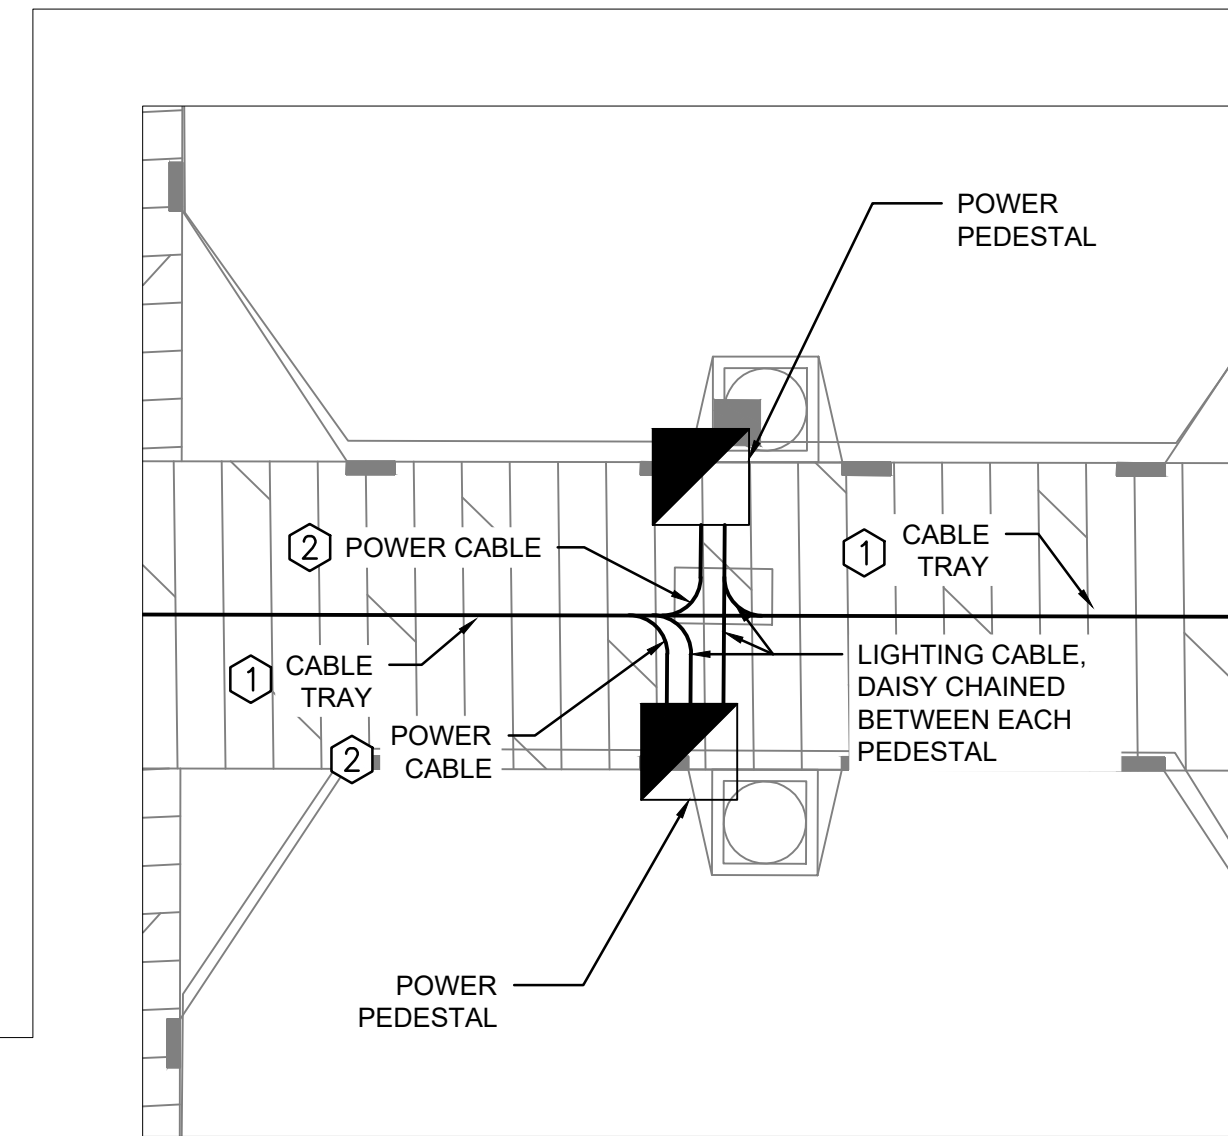 POWER
PEDESTAL
2 POWER CABLE
1 CABLE
TRAY
1 CABLE
TRAY
LIGHTING CABLE,
DAISY CHAINED
BETWEEN EACH
PEDESTAL
2 POWER
CABLE
POWER
PEDESTAL